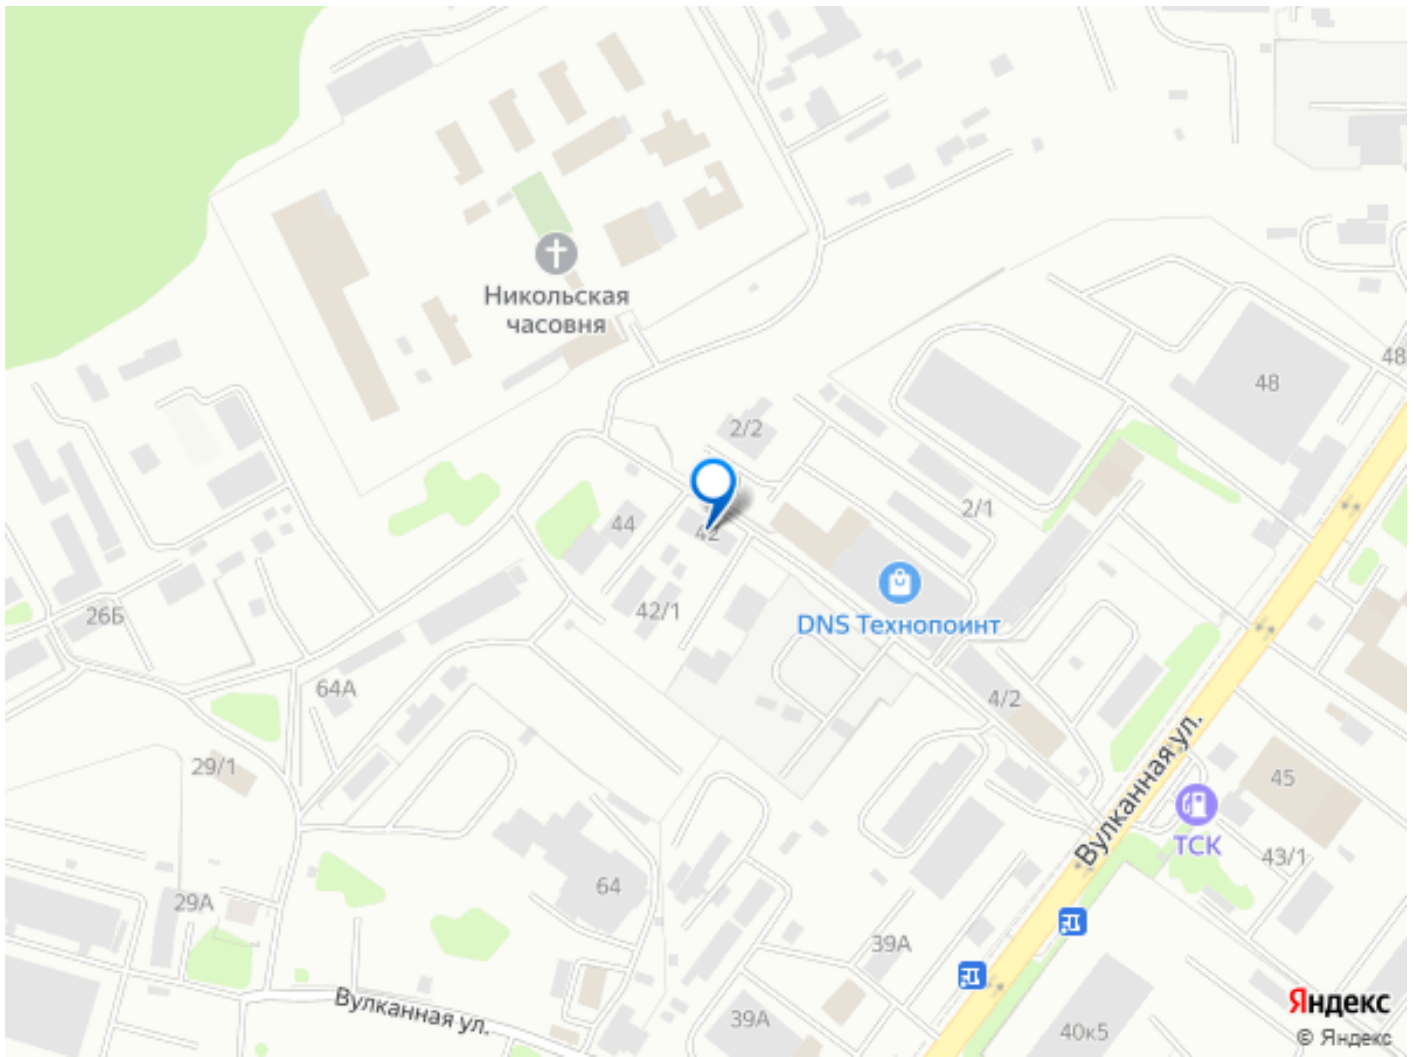 Никольская
часовня
48
48
2/2
2/1
44
42
42/1
26Б
DNS Технопоинт
64А
4/2
29/1
Вулканная ул.
45
ТСК
43/1
64
29А
39А
Вулканная ул.
39А
40к5
Яндекс
© Яндекс